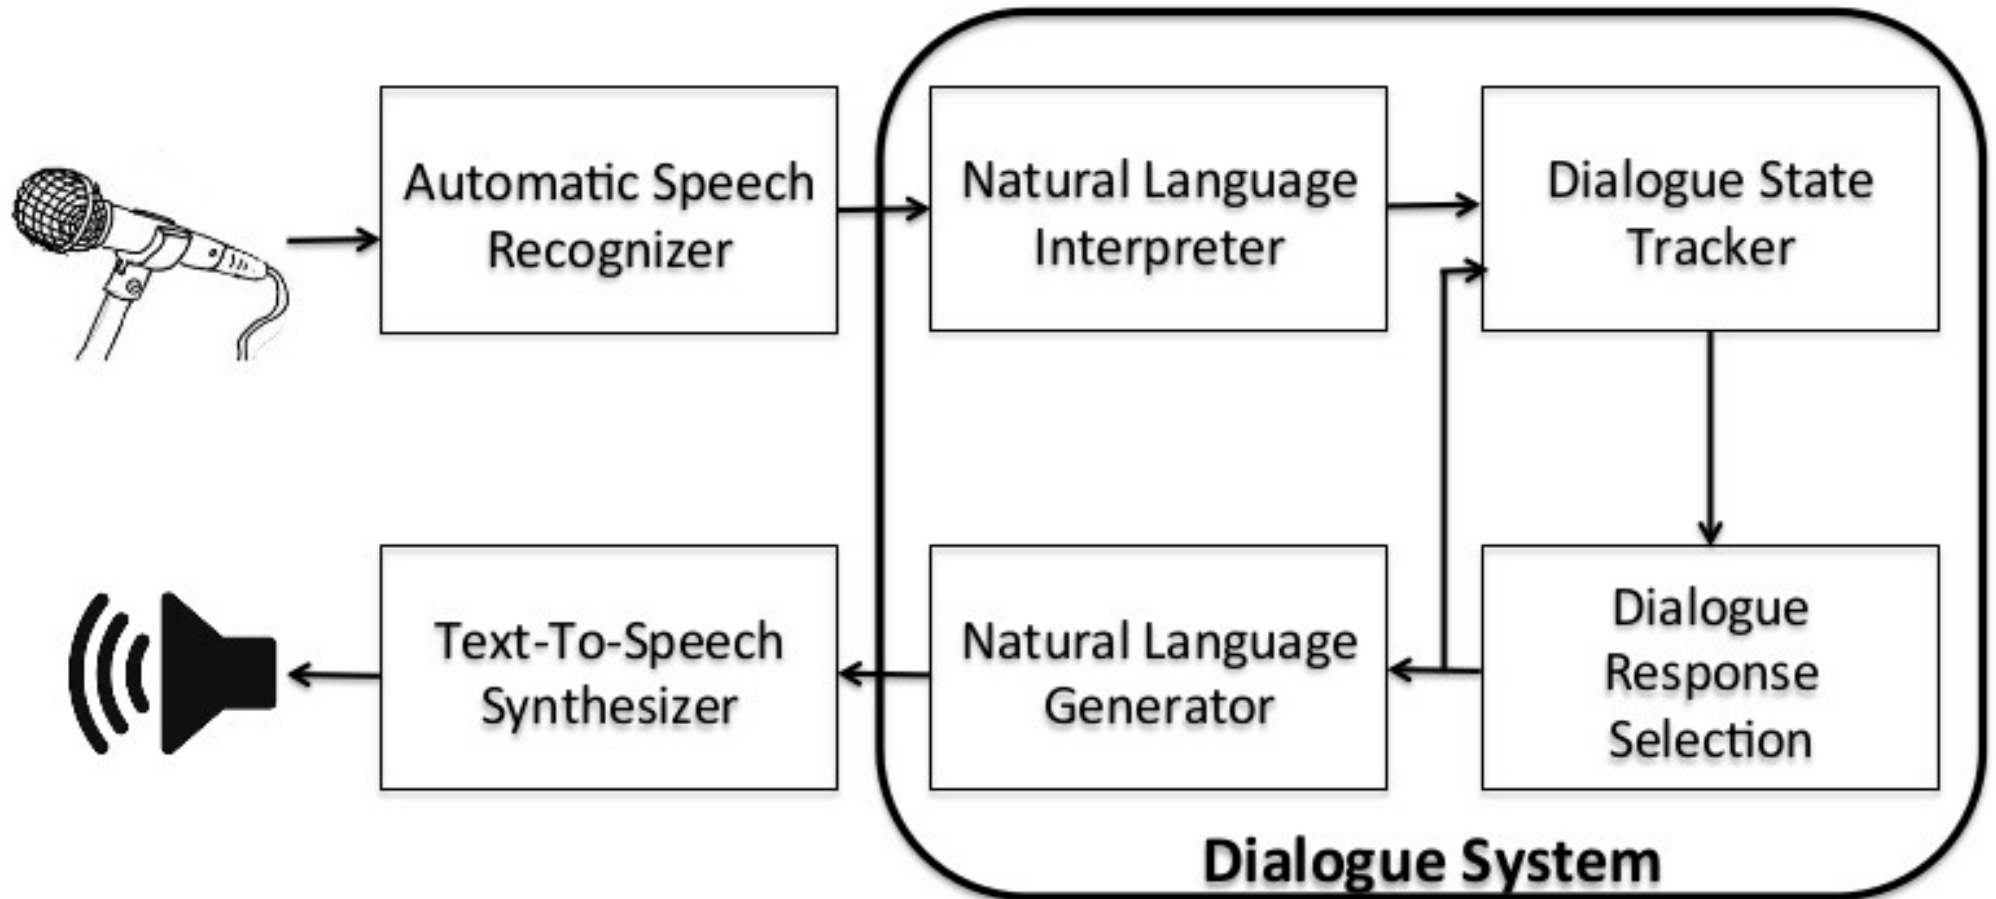 Automatic Speech
Recognizer
Natural Language
Interpreter
Dialogue State
Tracker
Text-To-Speech
Synthesizer
Natural Language
Generator
Dialogue
Response
Selection
Dialogue System